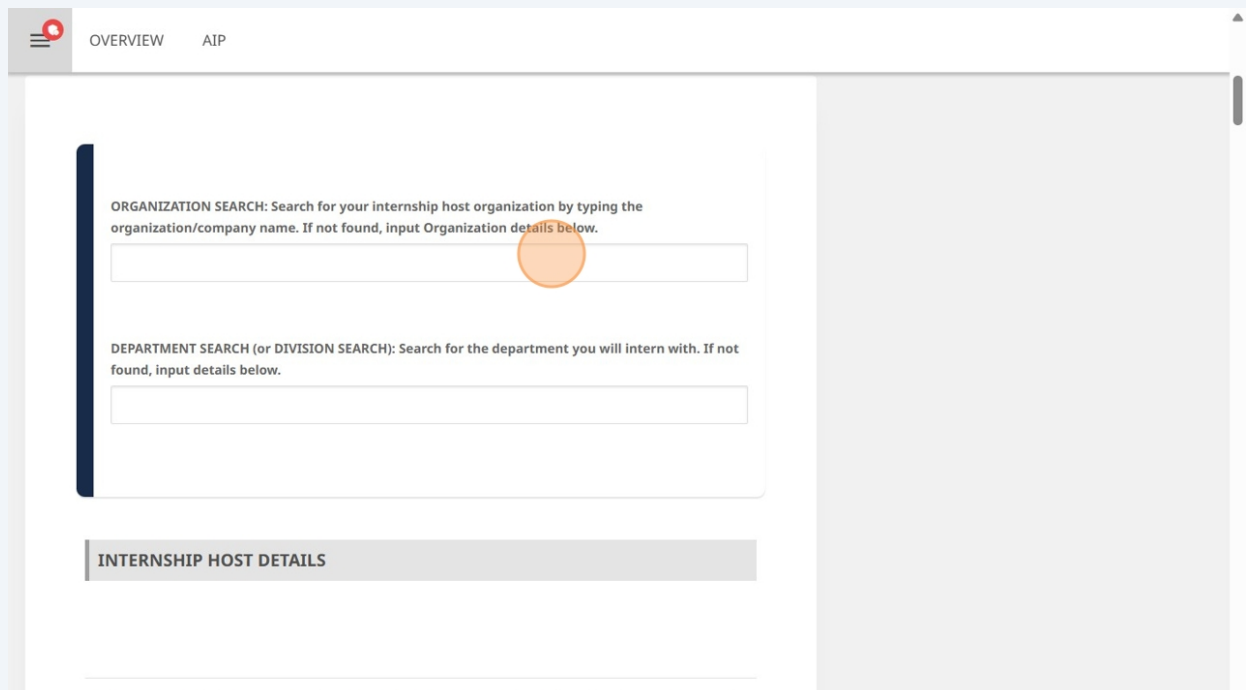 OVERVIEW AIP
ORGANIZATION SEARCH: Search for your internship host organization by typing the
organization/company name. If not found, input Organization details below.
DEPARTMENT SEARCH (or DIVISION SEARCH): Search for the department you will intern with. If not
found, input details below.
INTERNSHIP HOST DETAILS